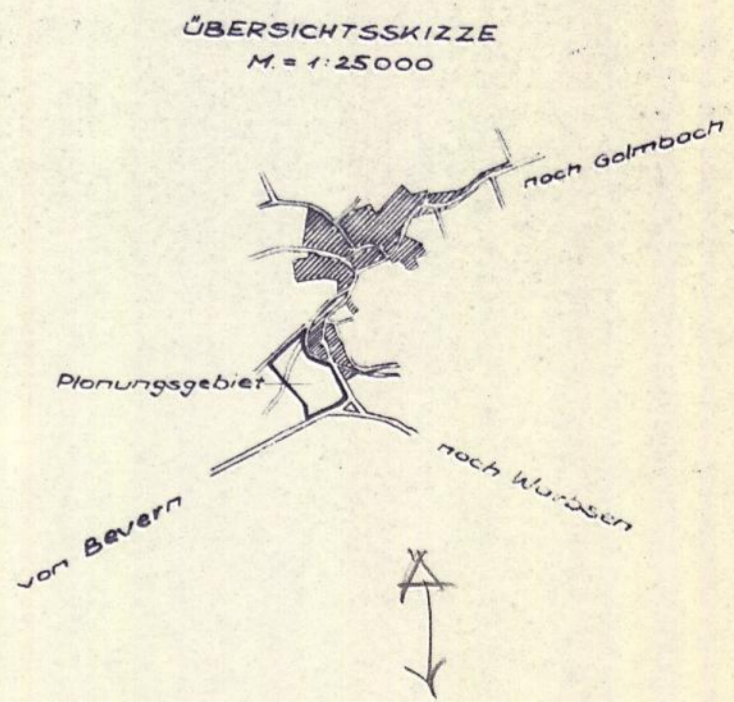 ÜBERSICHTSSKIZZE
M. = 1:25000
nach Golmbach
Planungsgebiet
nach Warbsen
von Bevern